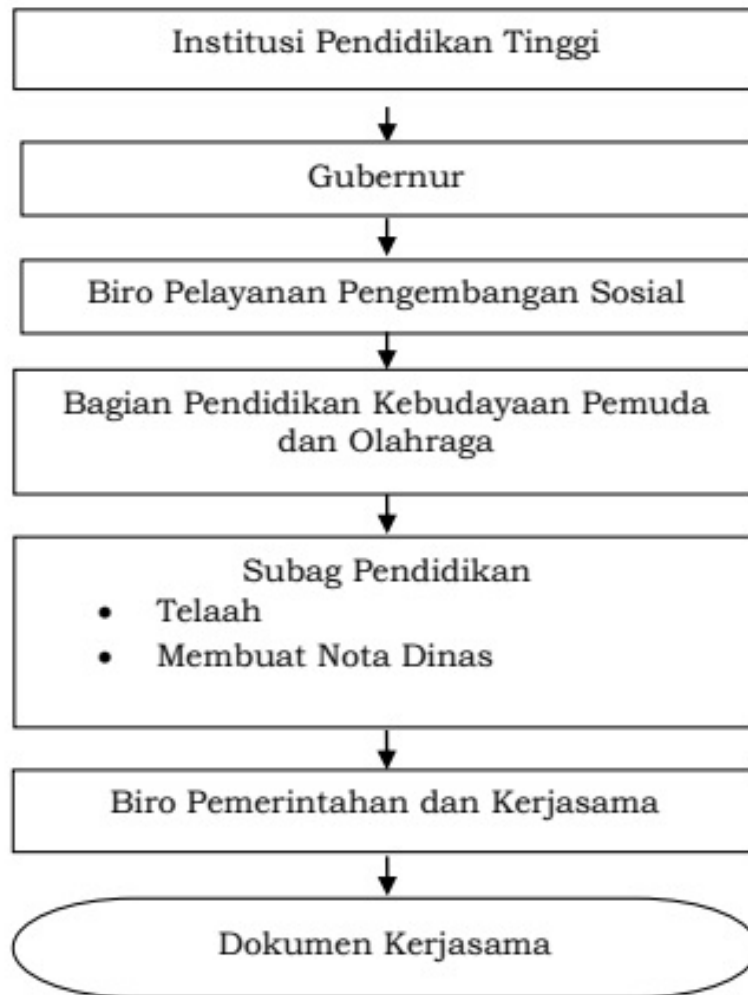 Institusi Pendidikan Tinggi
Gubernur
Biro Pelayanan Pengembangan Sosial
Bagian Pendidikan Kebudayaan Pemuda
dan Olahraga
Subag Pendidikan
• Telaah
• Membuat Nota Dinas
Biro Pemerintahan dan Kerjasama
Dokumen Kerjasama